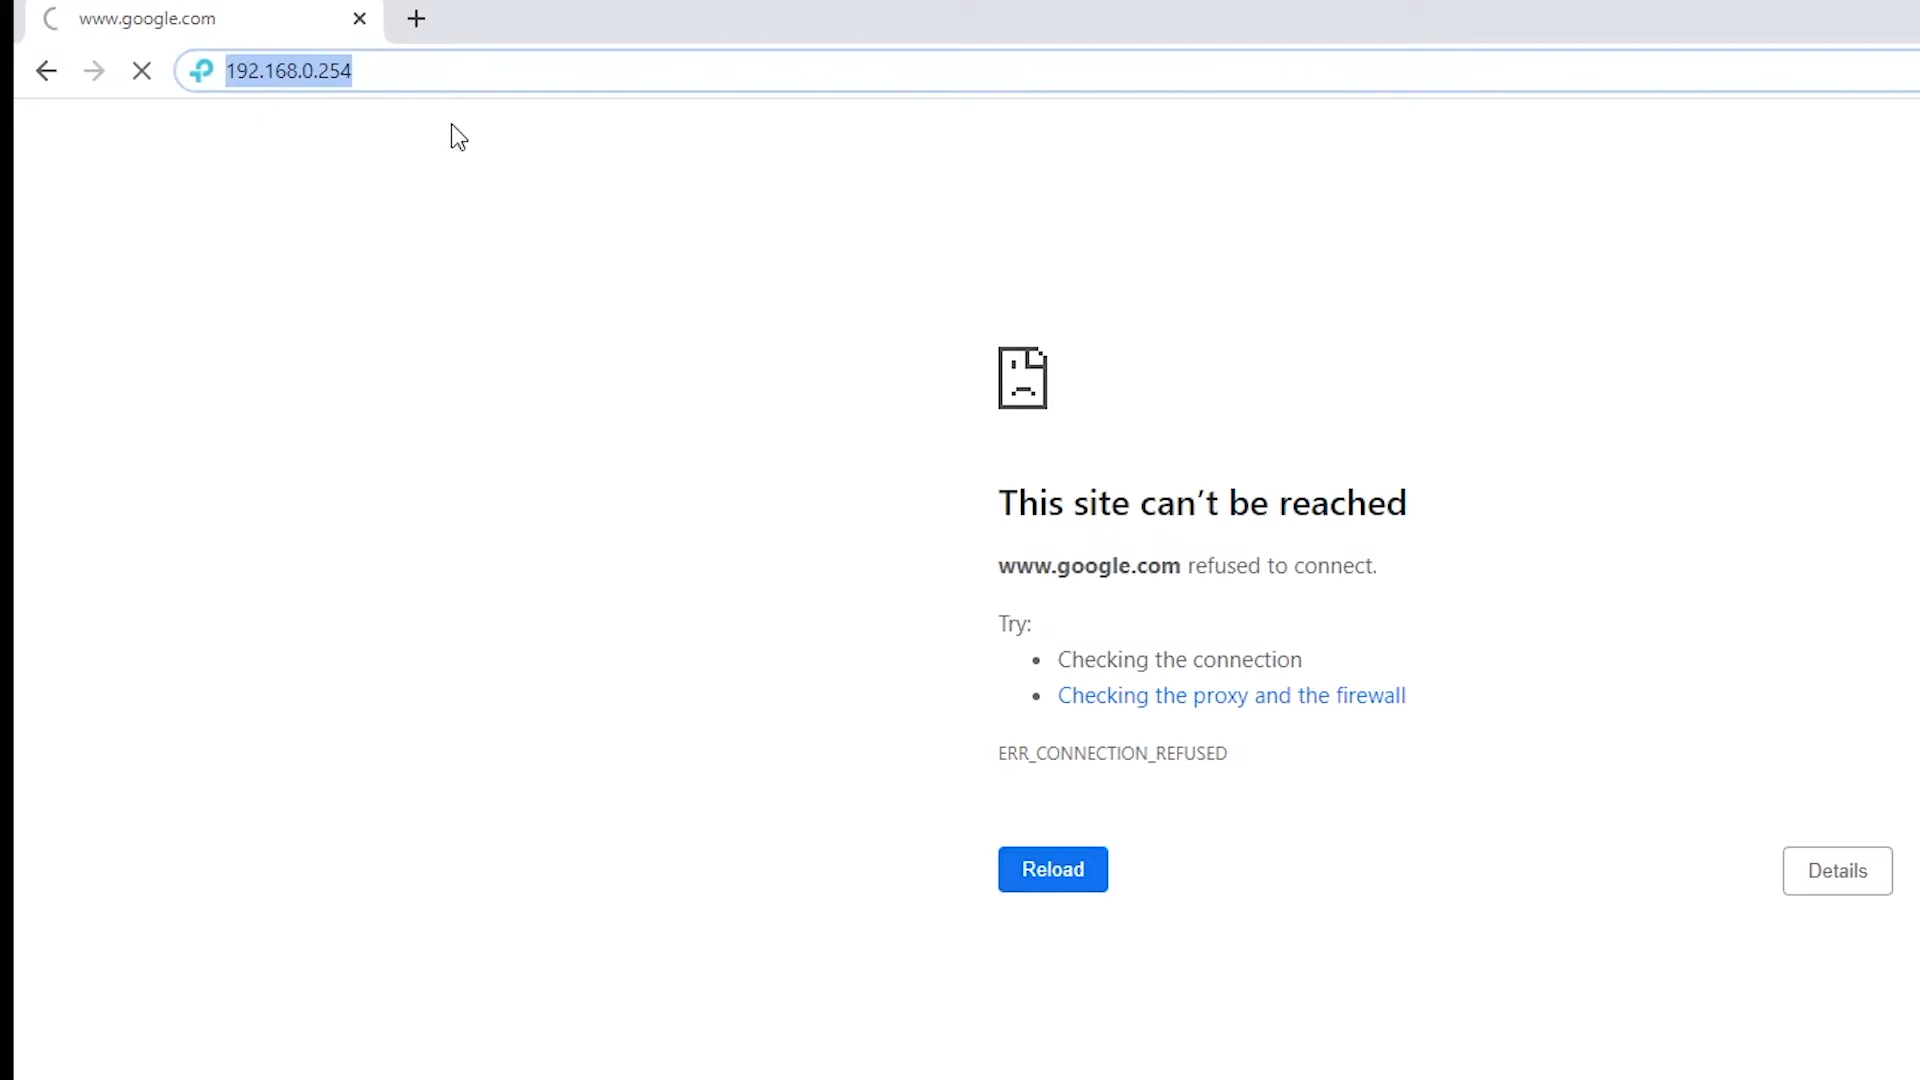 www.google.com
192.168.0.254
This site can’t be reached
www.google.com refused to connect.
Try:
• Checking the connection
• Checking the proxy and the firewall
ERR_CONNECTION_REFUSED
Reload
Details